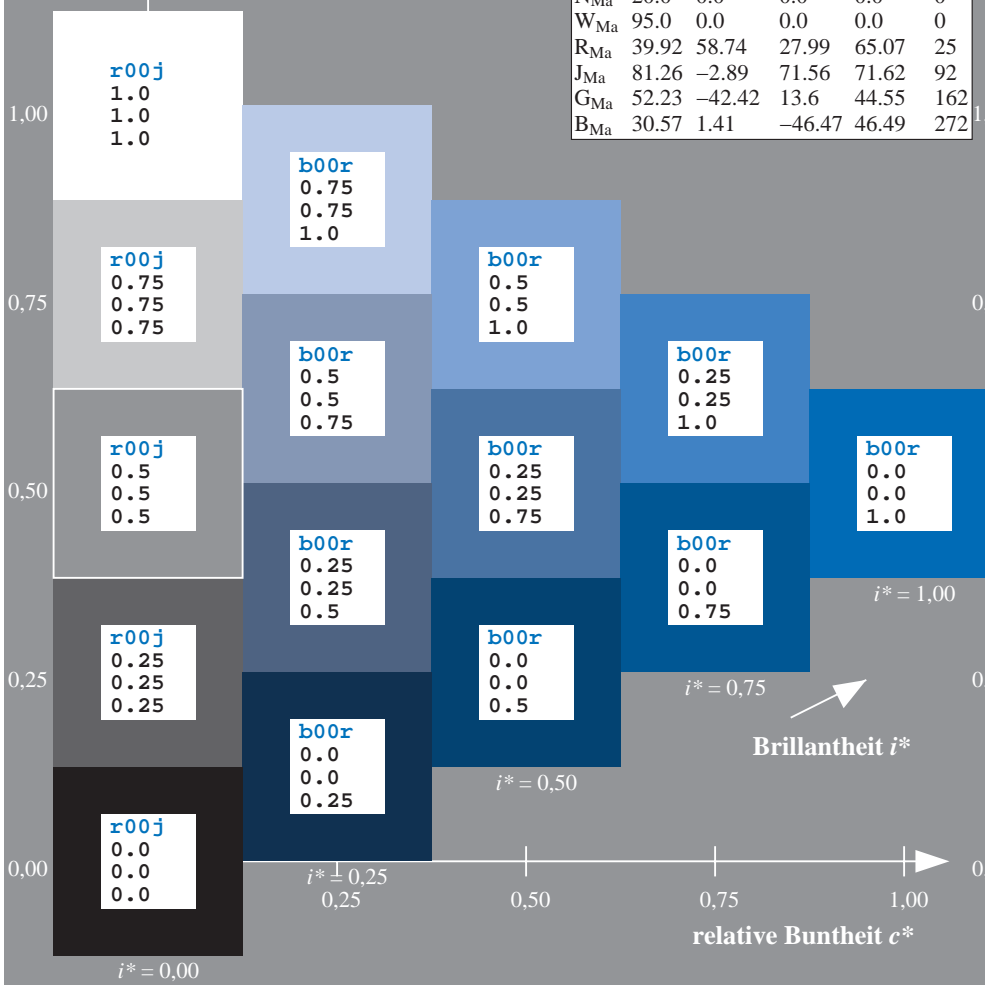 W_Ma 95.0 0.0 0.0 0.0 0
R_Ma 39.92 58.74 27.99 65.07 25
J_Ma 81.26 −2.89 71.56 71.62 92
G_Ma 52.23 −42.42 13.6 44.55 162
B_Ma 30.57 1.41 −46.47 46.49 272
1,00
r00j
1.0
1.0
1.0
b00r
0.75
0.75
1.0
0,75
r00j
0.75
0.75
0.75
b00r
0.5
0.5
1.0
b00r
0.5
0.5
0.75
b00r
0.25
0.25
1.0
0,50
r00j
0.5
0.5
0.5
b00r
0.25
0.25
0.75
b00r
0.0
0.0
1.0
i* = 1,00
b00r
0.25
0.25
0.5
b00r
0.0
0.0
0.75
i* = 0,75
0,25
r00j
0.25
0.25
0.25
b00r
0.0
0.0
0.5
i* = 0,50
Brillantheit i*
b00r
0.0
0.0
0.25
i* = 0,25
0,00
r00j
0.0
0.0
0.0
i* = 0,00
0,25 0,50 0,75 1,00
relative Buntheit c*